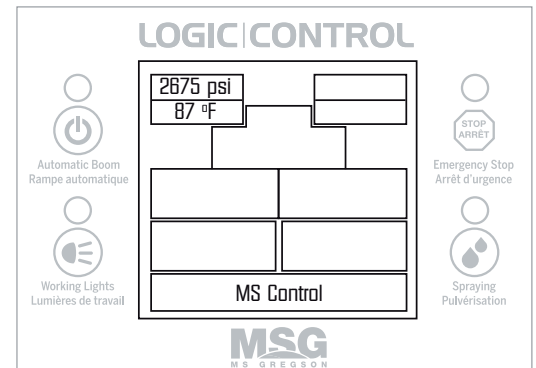 LOGIC|CONTROL
2675 psi
87 ºF
Automatic Boom
Rampe automatique
STOP
ARRÊT
Emergency Stop
Arrêt d'urgence
Working Lights
Lumières de travail
Spraying
Pulvérisation
MS Control
MSG
MS GREGSON